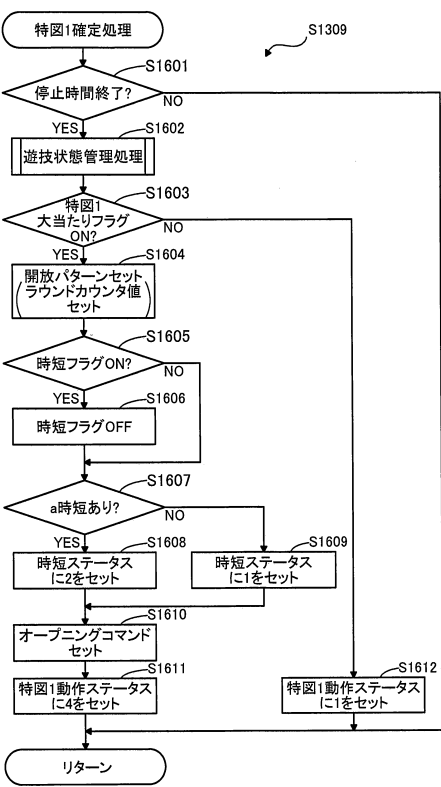 特図1確定処理
S1309
S1601
停止時間終了?
NO
YES
S1602
遊技状態管理処理
S1603
特図1
大当たりフラグ
ON?
NO
YES
S1604
開放パターンセット
ラウンドカウンタ値
セット
S1605
時短フラグON?
NO
YES
S1606
時短フラグOFF
S1607
a時短あり?
NO
YES
S1608
時短ステータス
に2をセット
S1609
時短ステータス
に1をセット
S1610
オープニングコマンド
セット
S1611
特図1動作ステータス
に4をセット
S1612
特図1動作ステータス
に1をセット
リターン